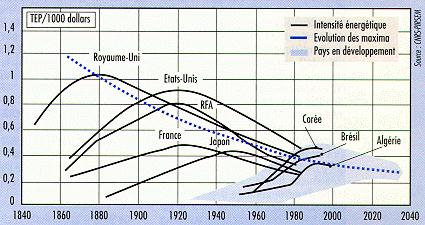 TEP/1000 dollars
1,4
1,2
1
0,8
0,6
0,4
0,2
0
1840 1860 1880 1900 1920 1940 1960 1980 2000 2020 2040
Royaume-Uni
Etats-Unis
RFA
France
Japon
Corée
Brésil
Algérie
Intensité énergétique
Evolution des maxima
Pays en développement
Source : CNRS-PIRSEM